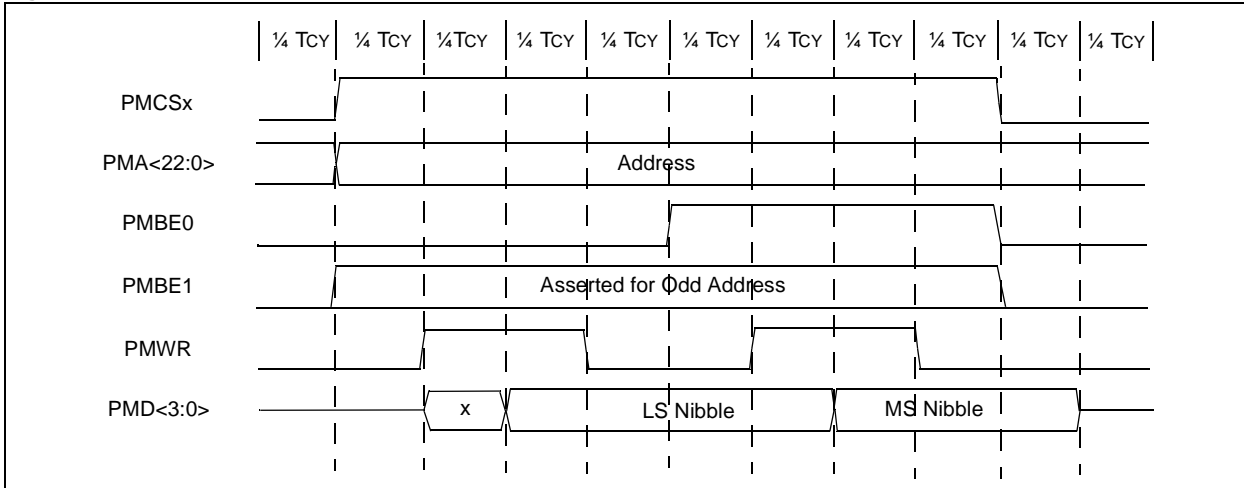 ¼ TCY ¼ TCY ¼TCY ¼ TCY ¼ TCY ¼ TCY ¼ TCY ¼ TCY ¼ TCY ¼ TCY ¼ TCY
PMCSx
PMA<22:0> Address
PMBE0
PMBE1 Asserted for Odd Address
PMWR
PMD<3:0> x LS Nibble MS Nibble